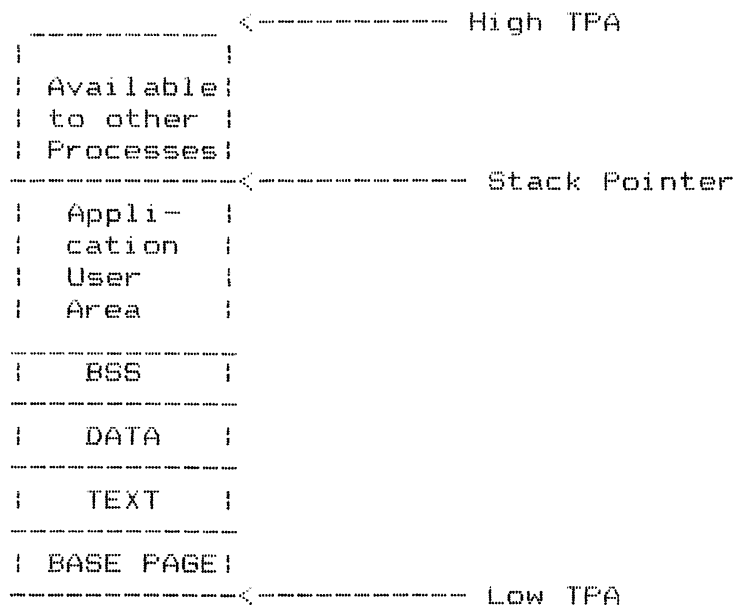 High TPA
Available
to other
Processes
Stack Pointer
Appli-
cation
User
Area
BSS
DATA
TEXT
BASE PAGE
Low TPA